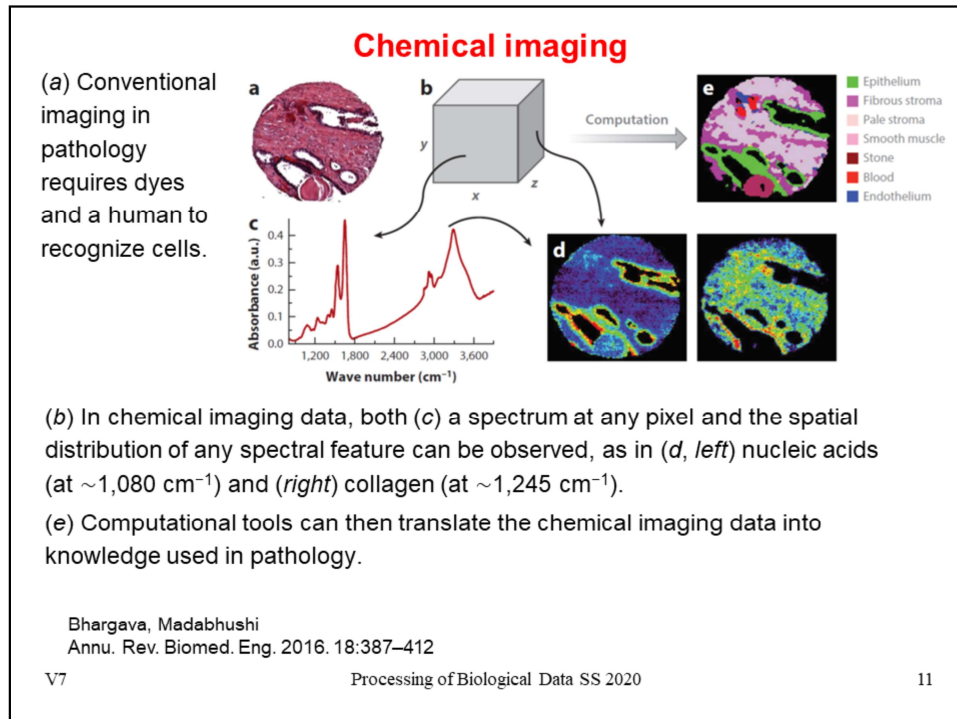 Chemical imaging
(a) Conventional
imaging in
pathology
requires dyes
and a human to
recognize cells.
a
b
y
x
z
Computation
e
Epithelium
Fibrous stroma
Pale stroma
Smooth muscle
Stone
Blood
Endothelium
c
Absorbance (a.u.)
0.4
0.3
0.2
0.1
0.0
1,200 1,800 2,400 3,000 3,600
Wave number (cm⁻¹)
d
(b) In chemical imaging data, both (c) a spectrum at any pixel and the spatial
distribution of any spectral feature can be observed, as in (d, left) nucleic acids
(at ∼1,080 cm⁻¹) and (right) collagen (at ∼1,245 cm⁻¹).
(e) Computational tools can then translate the chemical imaging data into
knowledge used in pathology.
Bhargava, Madabhushi
Annu. Rev. Biomed. Eng. 2016. 18:387–412
V7 Processing of Biological Data SS 2020 11